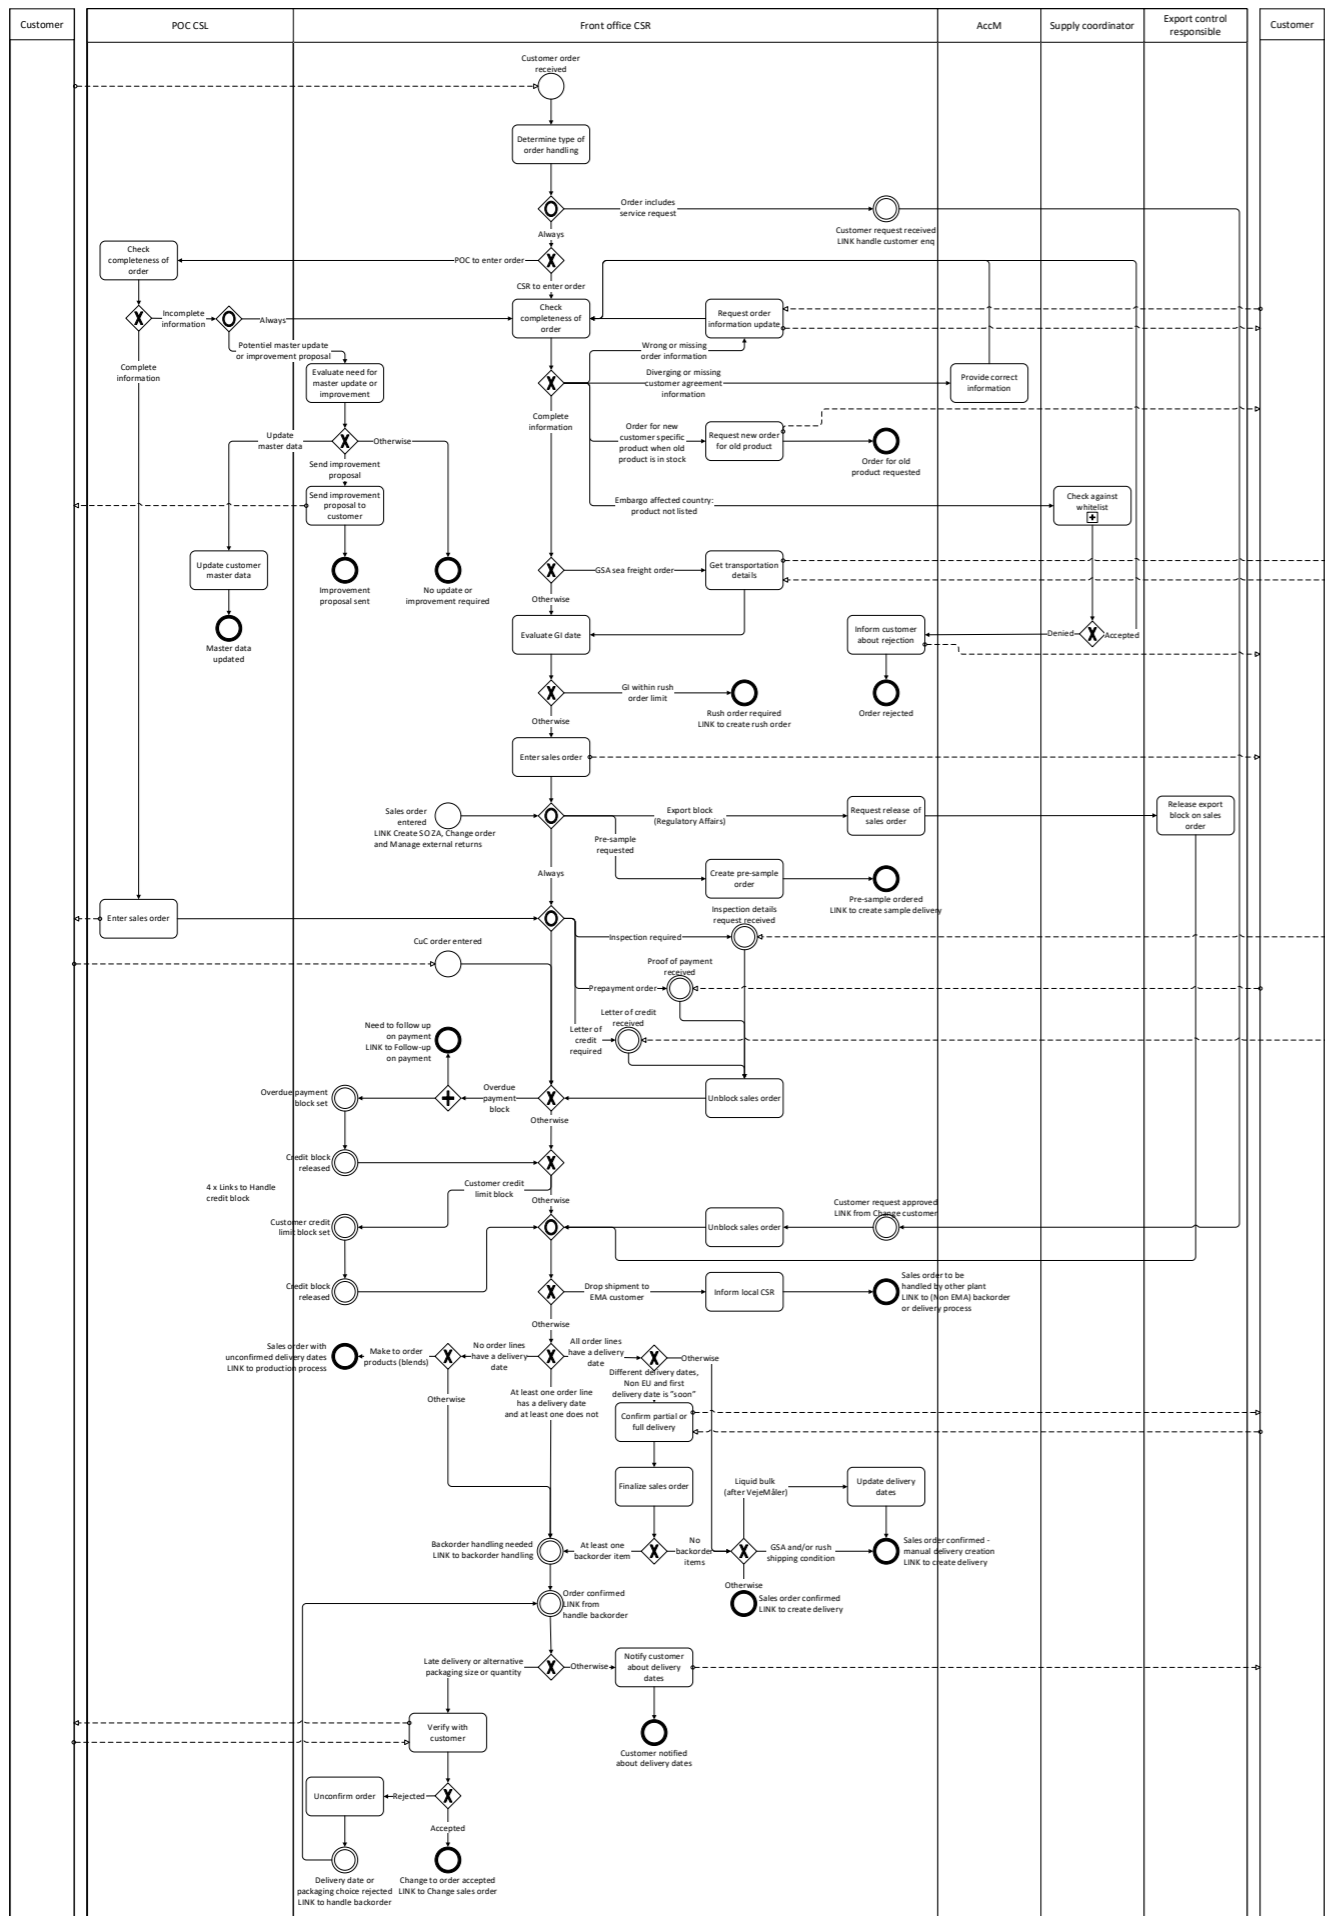 Customer
POC CSL
Front office CSR
AccM
Supply coordinator
Export control
responsible
Customer
Customer order
received
Determine type of
order handling
Order includes
service request
Customer request received
LINK handle customer enq
Always
Check
completeness of
order
POC to enter order
CSR to enter order
Check
completeness of
order
Request order
information update
Incomplete
information
Always
Potentiel master update
or improvement proposal
Wrong or missing
order information
Complete
information
Evaluate need for
master update or
improvement
Diverging or missing
customer agreement
information
Provide correct
information
Complete
information
Update
master data
Otherwise
Order for new
customer specific
product when old
product is in stock
Request new order
for old product
Order for old
product requested
Send improvement
proposal
Send improvement
proposal to
customer
Embargo affected country:
product not listed
Check against
whitelist
Update customer
master data
Improvement
proposal sent
No update or
improvement required
GSA sea freight order
Get transportation
details
Otherwise
Master data
updated
Evaluate GI date
Inform customer
about rejection
Denied
Accepted
GI within rush
order limit
Rush order required
LINK to create rush order
Order rejected
Otherwise
Enter sales order
Sales order
entered
LINK Create SO ZA, Change order
and Manage external returns
Export block
(Regulatory Affairs)
Request release of
sales order
Release export
block on sales
order
Pre-sample
requested
Always
Create pre-sample
order
Pre-sample ordered
LINK to create sample delivery
Enter sales order
Inspection details
request received
Inspection required
CuC order entered
Proof of payment
received
Prepayment order
Letter of credit
received
Letter of
credit
required
Need to follow up
on payment
LINK to Follow-up
on payment
Overdue payment
block set
Overdue
payment
block
Unblock sales order
Otherwise
Credit block
released
4 x Links to Handle
credit block
Customer credit
limit block
Otherwise
Customer credit
limit block set
Unblock sales order
Customer request approved
LINK from Change customer
Credit block
released
Drop shipment to
EMA customer
Inform local CSR
Sales order to be
handled by other plant
LINK to (Non EMA) backorder
or delivery process
Otherwise
Sales order with
unconfirmed delivery dates
LINK to production process
Make to order
products (blends)
No order lines
have a delivery
date
All order lines
have a delivery
date
Otherwise
Different delivery dates,
Non EU and first
delivery date is "soon"
Otherwise
At least one order line
has a delivery date
and at least one does not
Confirm partial or
full delivery
Finalize sales order
Liquid bulk
(after VejeMåler)
Update delivery
dates
Backorder handling needed
LINK to backorder handling
At least one
backorder item
No
backorder
items
GSA and/or rush
shipping condition
Sales order confirmed -
manual delivery creation
LINK to create delivery
Otherwise
Sales order confirmed
LINK to create delivery
Order confirmed
LINK from
handle backorder
Late delivery or alternative
packaging size or quantity
Otherwise
Notify customer
about delivery
dates
Verify with
customer
Customer notified
about delivery dates
Unconfirm order
Rejected
Accepted
Delivery date or
packaging choice rejected
LINK to handle backorder
Change to order accepted
LINK to Change sales order